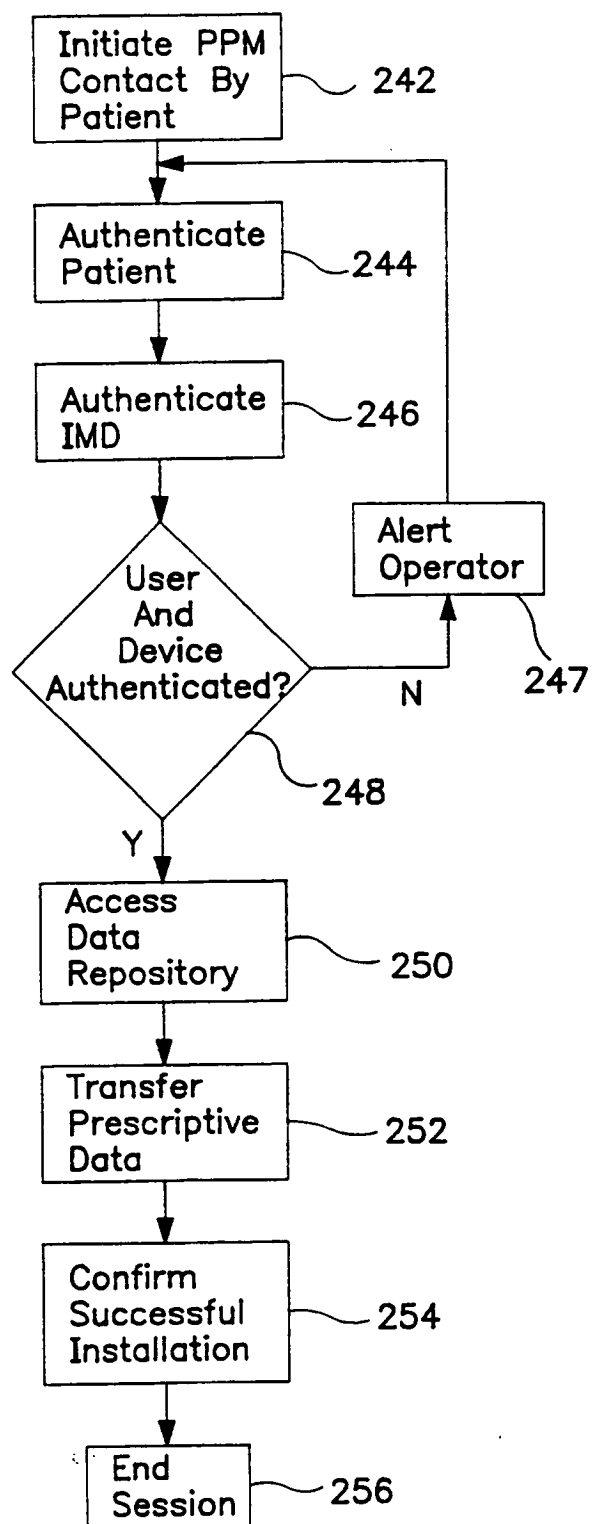 Initiate PPM
Contact By
Patient
242
Authenticate
Patient
244
Authenticate
IMD
246
Alert
Operator
247
User
And
Device
Authenticated?
N
248
Y
Access
Data
Repository
250
Transfer
Prescriptive
Data
252
Confirm
Successful
Installation
254
End
Session
256